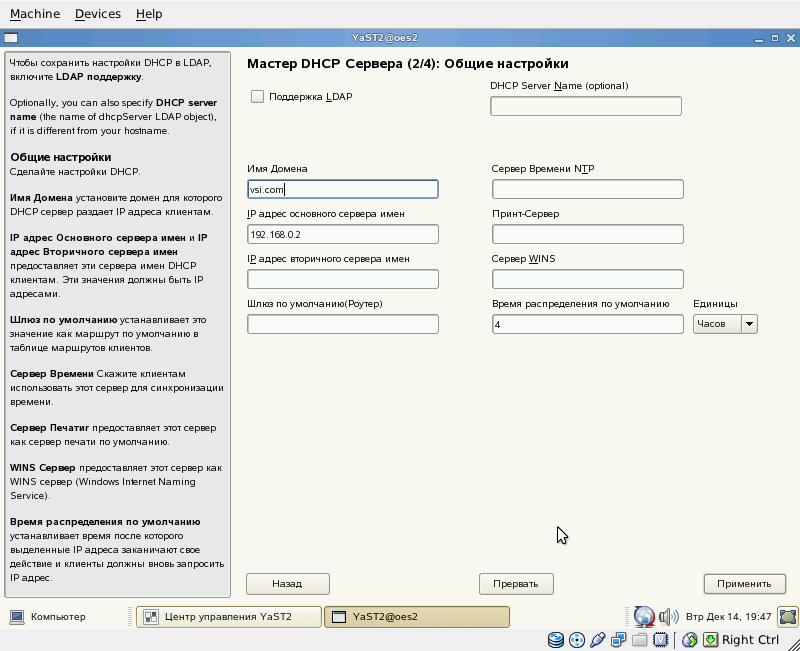 Machine Devices Help
YaST2@oes2
Чтобы сохранить настройки DHCP в LDAP,
включите LDAP поддержку.
Optionally, you can also specify DHCP server
name (the name of dhcpServer LDAP object),
if it is different from your hostname.
Общие настройки
Сделайте настройки DHCP.
Имя Домена установите домен для которого
DHCP сервер раздает IP адреса клиентам.
IP адрес Основного сервера имен и IP
адрес Вторичного сервера имен
предоставляет эти сервера имен DHCP
клиентам. Эти значения должны быть IP
адресами.
Шлюз по умолчанию устанавливает это
значение как маршрут по умолчанию в
таблице маршрутов клиентов.
Сервер Времени Скажите клиентам
использовать этот сервер для синхронизации
времени.
Сервер Печатиr предоставляет этот сервер
как сервер печати по умолчанию.
WINS Сервер предоставляет этот сервер как
WINS сервер (Windows Internet Naming
Service).
Время распределения по умолчанию
устанавливает время после которого
выделенные IP адреса заканичают свое
действие и клиенты должны вновь запросить
IP адрес.
Мастер DHCP Сервера (2/4): Общие настройки
Поддержка LDAP
DHCP Server Name (optional)
Имя Домена
vsi.com
Сервер Времени NTP
IP адрес основного сервера имен
192.168.0.2
Принт-Сервер
IP адрес вторичного сервера имен
Сервер WINS
Шлюз по умолчанию(Роутер)
Время распределения по умолчанию
4
Единицы
Часов
Назад
Прервать
Применить
Компьютер
Центр управления YaST2
YaST2@oes2
Втр Дек 14, 19:47
Right Ctrl